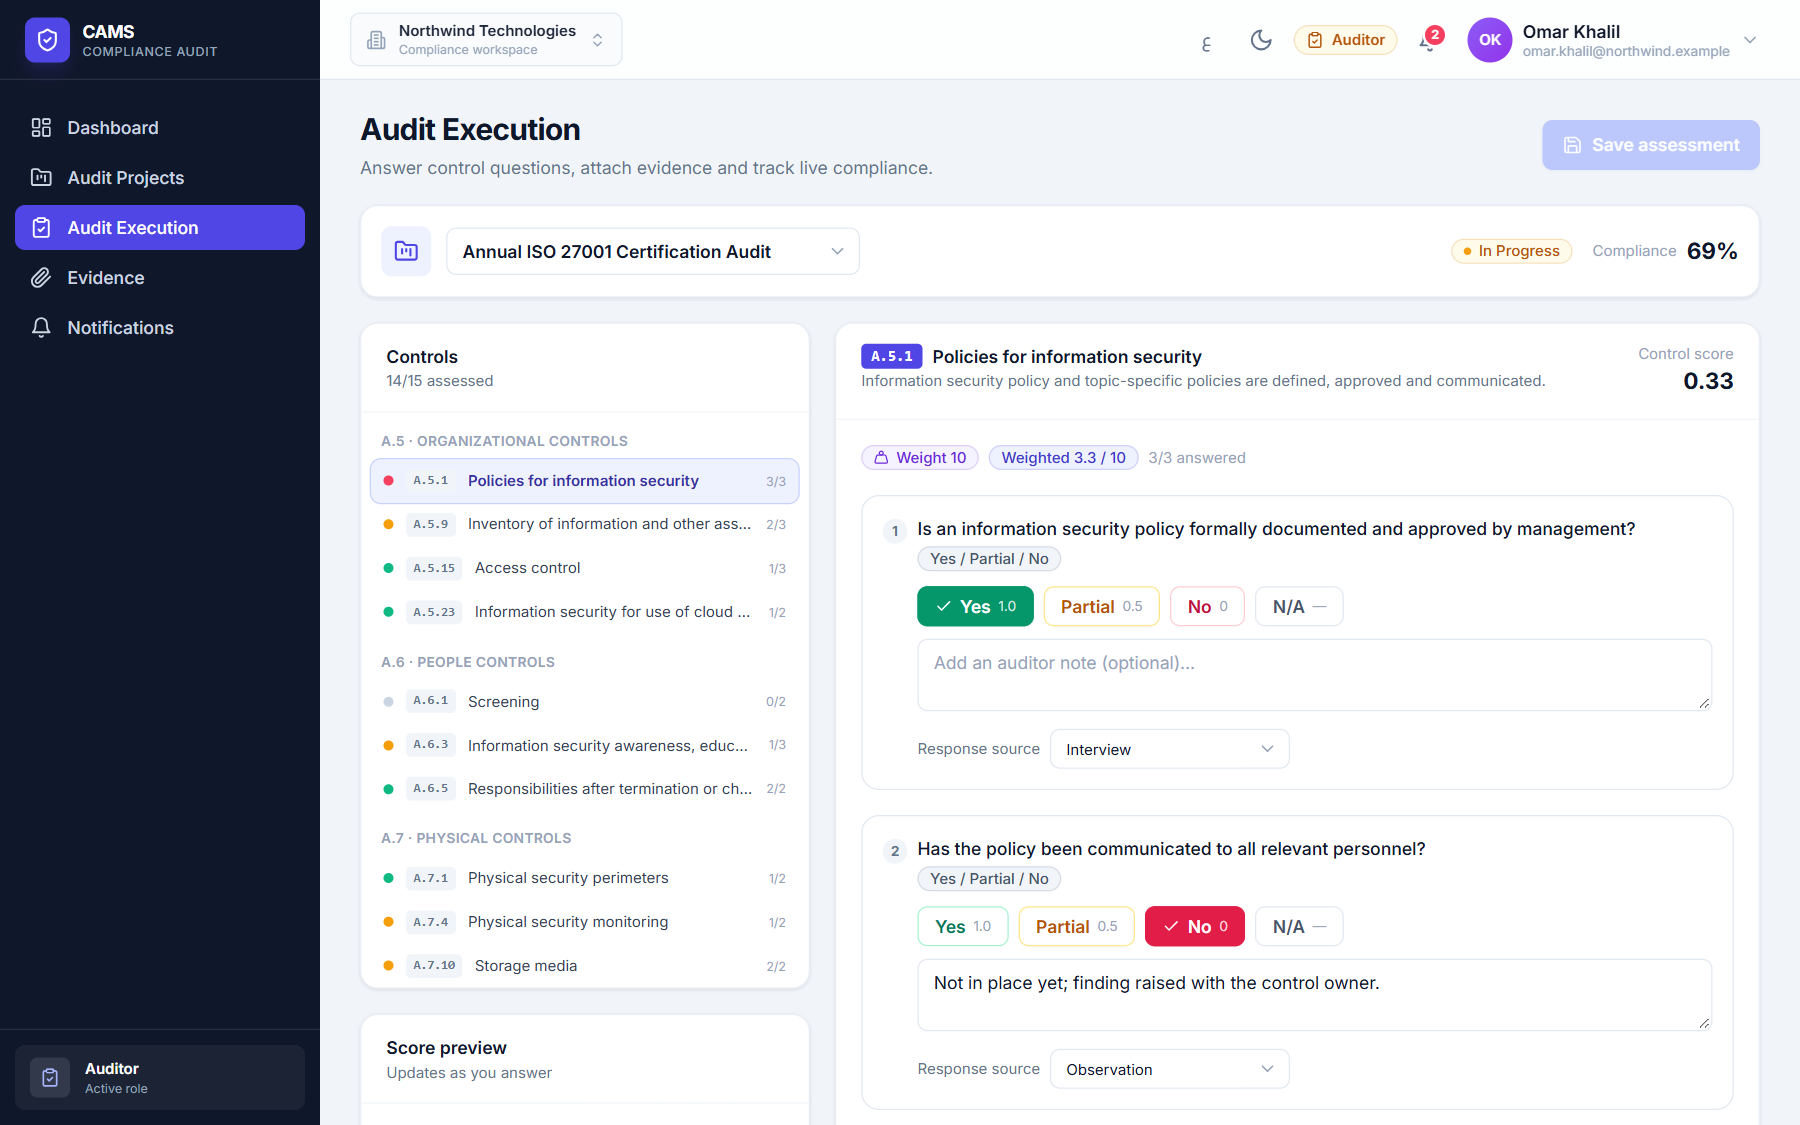 CAMS
COMPLIANCE AUDIT
Dashboard
Audit Projects
Audit Execution
Evidence
Notifications
Auditor
Active role
Northwind Technologies
Compliance workspace
ع
Auditor
2
OK
Omar Khalil
omar.khalil@northwind.example
Audit Execution
Answer control questions, attach evidence and track live compliance.
Save assessment
Annual ISO 27001 Certification Audit
In Progress
Compliance 69%
Controls
14/15 assessed
A.5 · ORGANIZATIONAL CONTROLS
A.5.1 Policies for information security 3/3
A.5.9 Inventory of information and other ass... 2/3
A.5.15 Access control 1/3
A.5.23 Information security for use of cloud ... 1/2
A.6 · PEOPLE CONTROLS
A.6.1 Screening 0/2
A.6.3 Information security awareness, educ... 1/3
A.6.5 Responsibilities after termination or ch... 2/2
A.7 · PHYSICAL CONTROLS
A.7.1 Physical security perimeters 1/2
A.7.4 Physical security monitoring 1/2
A.7.10 Storage media 2/2
Score preview
Updates as you answer
A.5.1 Policies for information security
Information security policy and topic-specific policies are defined, approved and communicated.
Control score
0.33
Weight 10 Weighted 3.3 / 10 3/3 answered
1 Is an information security policy formally documented and approved by management?
Yes / Partial / No
Yes 1.0 Partial 0.5 No 0 N/A —
Add an auditor note (optional)...
Response source Interview
2 Has the policy been communicated to all relevant personnel?
Yes / Partial / No
Yes 1.0 Partial 0.5 No 0 N/A —
Not in place yet; finding raised with the control owner.
Response source Observation